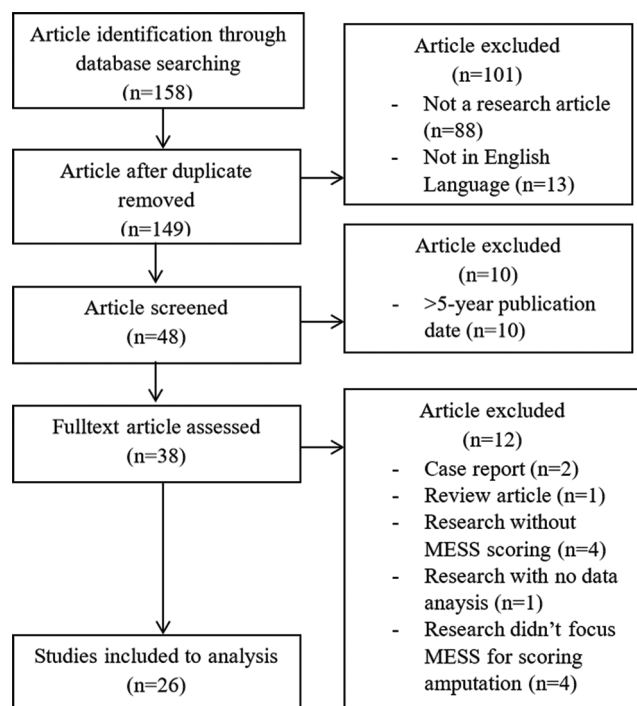 Article identification through
database searching
(n=158)
Article excluded
(n=101)
- Not a research article
(n=88)
- Not in English
Language (n=13)
Article after duplicate
removed
(n=149)
Article excluded
(n=10)
- >5-year publication
date (n=10)
Article screened
(n=48)
Fulltext article assessed
(n=38)
Article excluded
(n=12)
- Case report (n=2)
- Review article (n=1)
- Research without
MESS scoring (n=4)
- Research with no data
anaysis (n=1)
- Research didn’t focus
MESS for scoring
amputation (n=4)
Studies included to analysis
(n=26)